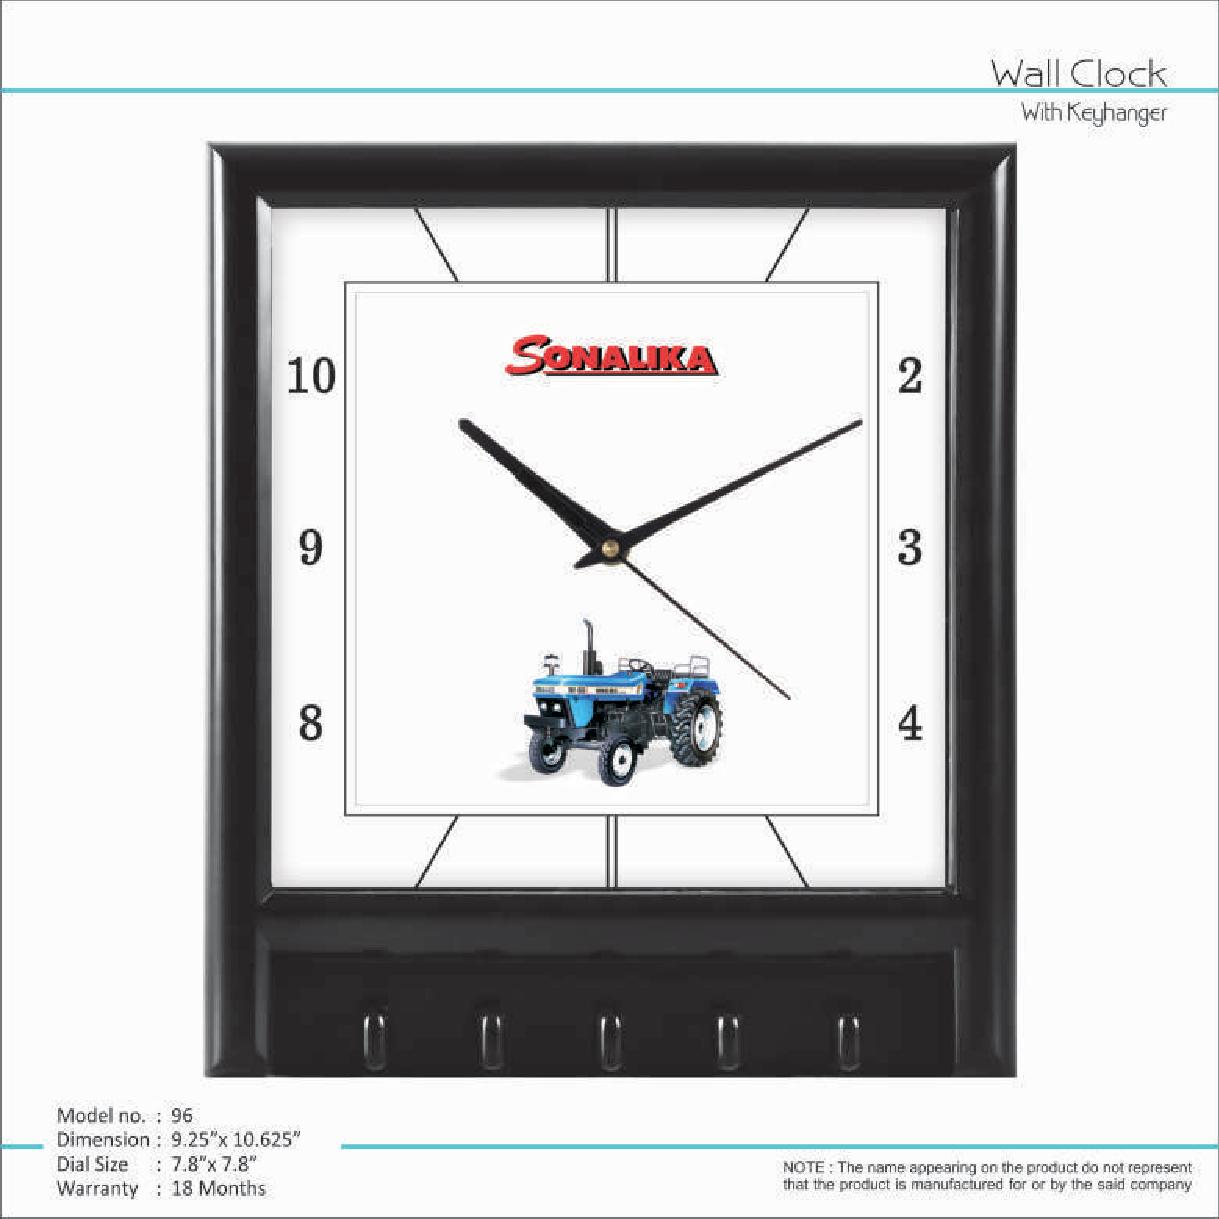 Wall Clock
With Keyhanger
SONALIKA
10
2
9
3
8
4
Model no. : 96
Dimension : 9.25”x 10.625”
Dial Size : 7.8”x 7.8”
Warranty : 18 Months
NOTE : The name appearing on the product do not represent
that the product is manufactured for or by the said company